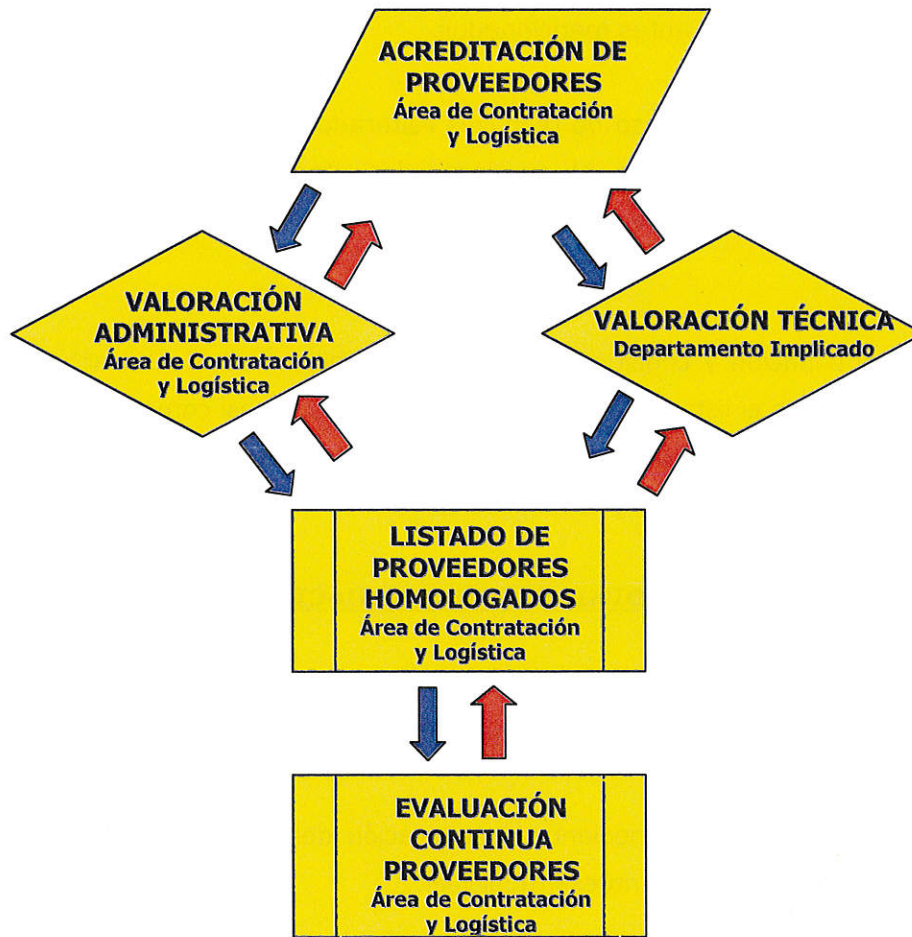 ACREDITACIÓN DE
PROVEEDORES
Área de Contratación
y Logística
VALORACIÓN
ADMINISTRATIVA
Área de Contratación
y Logística
VALORACIÓN TÉCNICA
Departamento Implicado
LISTADO DE
PROVEEDORES
HOMOLOGADOS
Área de Contratación
y Logística
EVALUACIÓN
CONTINUA
PROVEEDORES
Área de Contratación
y Logística